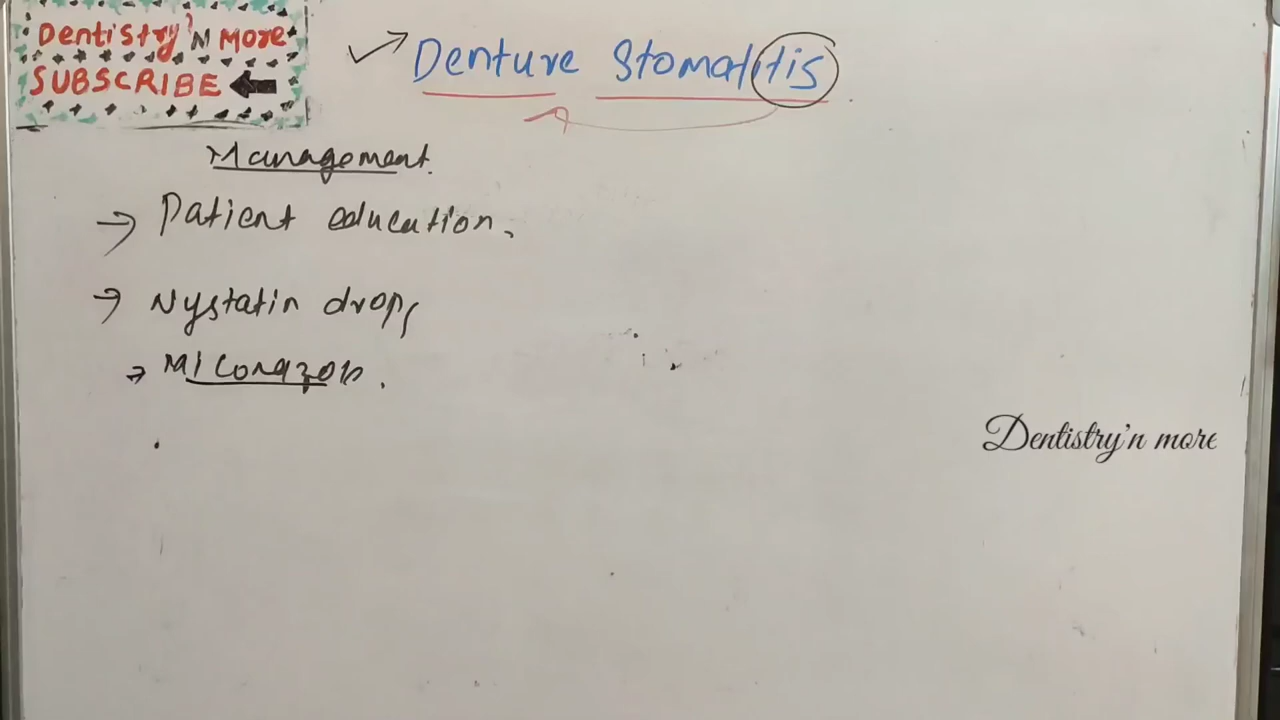 Dentistry'N More
SUBSCRIBE
Denture Stomatitis
Management.
Patient education.
Nystatin drops
Miconazole.
Dentistry'n more